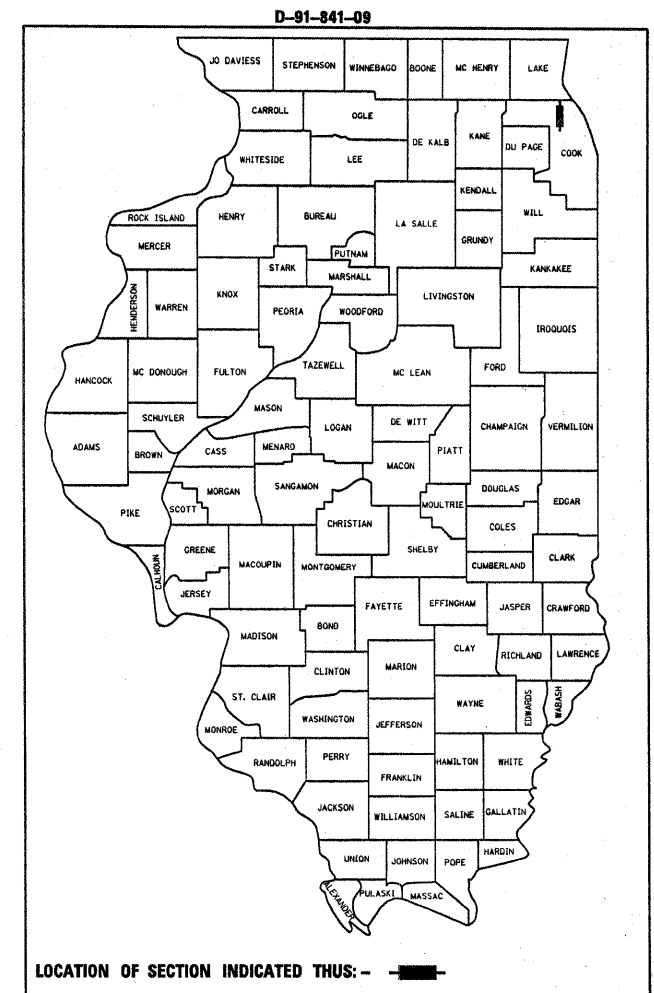 D-91-841-09
JO DAVIESS
STEPHENSON
WINNEBAGO
BOONE
MC HENRY
LAKE
CARROLL
OGLE
DE KALB
KANE
DU PAGE
COOK
WHITESIDE
LEE
KENDALL
WILL
ROCK ISLAND
HENRY
BUREAU
LA SALLE
GRUNDY
MERCER
PUTNAM
STARK
MARSHALL
KANKAKEE
HENDERSON
WARREN
KNOX
PEORIA
WOODFORD
LIVINGSTON
IROQUOIS
HANCOCK
MC DONOUGH
FULTON
TAZEWELL
MC LEAN
FORD
MASON
SCHUYLER
LOGAN
DE WITT
CHAMPAIGN
VERMILION
ADAMS
BROWN
CASS
MENARD
PIATT
MACON
PIKE
SCOTT
MORGAN
SANGAMON
CHRISTIAN
MOULTRIE
DOUGLAS
EDGAR
COLES
CALHOUN
GREENE
MACOUPIN
MONTGOMERY
SHELBY
CUMBERLAND
CLARK
JERSEY
FAYETTE
EFFINGHAM
JASPER
CRAWFORD
MADISON
BOND
CLAY
RICHLAND
LAWRENCE
CLINTON
MARION
ST. CLAIR
WAYNE
EDWARDS
WABASH
WASHINGTON
JEFFERSON
MONROE
RANDOLPH
PERRY
HAMILTON
WHITE
FRANKLIN
JACKSON
WILLIAMSON
SALINE
GALLATIN
UNION
JOHNSON
POPE
HARDIN
ALEXANDER
PULASKI
MASSAC
LOCATION OF SECTION INDICATED THUS: -